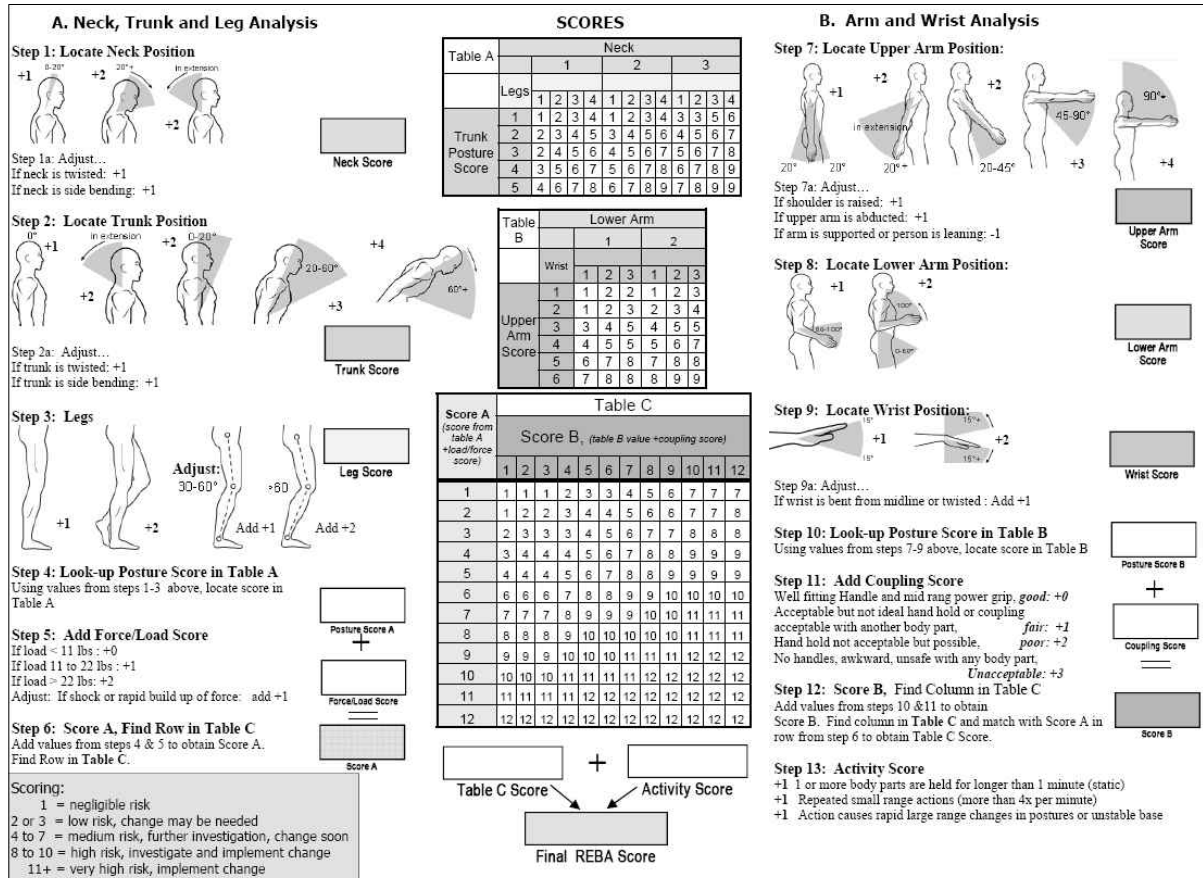 A. Neck, Trunk and Leg Analysis
Step 1: Locate Neck Position
+1 0-20° +2 20°+ in extension
+2
Neck Score
Step 1a: Adjust…
If neck is twisted: +1
If neck is side bending: +1
Step 2: Locate Trunk Position
0° +1 in extension +2 0-20° +4
+2 20-60° +3 60°+
Trunk Score
Step 2a: Adjust…
If trunk is twisted: +1
If trunk is side bending: +1
Step 3: Legs
Leg Score
Adjust:
30-60° >60
+1 +2 Add +1 Add +2
Step 4: Look-up Posture Score in Table A
Using values from steps 1-3 above, locate score in
Table A
Posture Score A
+
Step 5: Add Force/Load Score
If load < 11 lbs : +0
If load 11 to 22 lbs : +1
If load > 22 lbs: +2
Adjust: If shock or rapid build up of force: add +1
Force/Load Score
=
Step 6: Score A, Find Row in Table C
Add values from steps 4 & 5 to obtain Score A.
Find Row in Table C.
Score A
Scoring:
1 = negligible risk
2 or 3 = low risk, change may be needed
4 to 7 = medium risk, further investigation, change soon
8 to 10 = high risk, investigate and implement change
11+ = very high risk, implement change
SCORES
Table A Neck
1 2 3
Legs
1 2 3 4 1 2 3 4 1 2 3 4
Trunk Posture Score
1 1 2 3 4 1 2 3 4 3 3 5 6
2 2 3 4 5 3 4 5 6 4 5 6 7
3 2 4 5 6 4 5 6 7 5 6 7 8
4 3 5 6 7 5 6 7 8 6 7 8 9
5 4 6 7 8 6 7 8 9 7 8 9 9
Table B Lower Arm
1 2
Wrist
1 2 3 1 2 3
Upper Arm Score
1 1 2 2 1 2 3
2 1 2 3 2 3 4
3 3 4 5 4 5 5
4 4 5 5 5 6 7
5 6 7 8 7 8 8
6 7 8 8 8 9 9
Score A
(score from
table A
+load/force
score)
Table C
Score B, (table B value +coupling score)
1 2 3 4 5 6 7 8 9 10 11 12
1 1 1 1 2 3 3 4 5 6 7 7 7
2 1 2 2 3 4 4 5 6 6 7 7 8
3 2 3 3 3 4 5 6 7 7 8 8 8
4 3 4 4 4 5 6 7 8 8 9 9 9
5 4 4 4 5 6 7 8 8 9 9 9 9
6 6 6 6 7 8 8 9 9 10 10 10 10
7 7 7 7 8 9 9 9 10 10 11 11 11
8 8 8 8 9 10 10 10 10 10 11 11 11
9 9 9 9 10 10 10 11 11 11 12 12 12
10 10 10 11 11 11 11 12 12 12 12 12 12
11 11 11 11 12 12 12 12 12 12 12 12 12
12 12 12 12 12 12 12 12 12 12 12 12 12
+
Table C Score Activity Score
Final REBA Score
B. Arm and Wrist Analysis
Step 7: Locate Upper Arm Position:
+1 +2 +2 90°+
in extension 45-90°
20° 20° 20°+ 20-45° +3 +4
Step 7a: Adjust…
If shoulder is raised: +1
If upper arm is abducted: +1
If arm is supported or person is leaning: -1
Upper Arm
Score
Step 8: Locate Lower Arm Position:
+1 +2
60-100° 100° 0-60°
Lower Arm
Score
Step 9: Locate Wrist Position:
15° 15° +1 15°+ 15°+ +2
Wrist Score
Step 9a: Adjust…
If wrist is bent from midline or twisted : Add +1
Step 10: Look-up Posture Score in Table B
Using values from steps 7-9 above, locate score in Table B
Posture Score B
+
Step 11: Add Coupling Score
Well fitting Handle and mid rang power grip, good: +0
Acceptable but not ideal hand hold or coupling
acceptable with another body part, fair: +1
Hand hold not acceptable but possible, poor: +2
No handles, awkward, unsafe with any body part,
Unacceptable: +3
Coupling Score
=
Step 12: Score B, Find Column in Table C
Add values from steps 10 &11 to obtain
Score B. Find column in Table C and match with Score A in
row from step 6 to obtain Table C Score.
Score B
Step 13: Activity Score
+1 1 or more body parts are held for longer than 1 minute (static)
+1 Repeated small range actions (more than 4x per minute)
+1 Action causes rapid large range changes in postures or unstable base